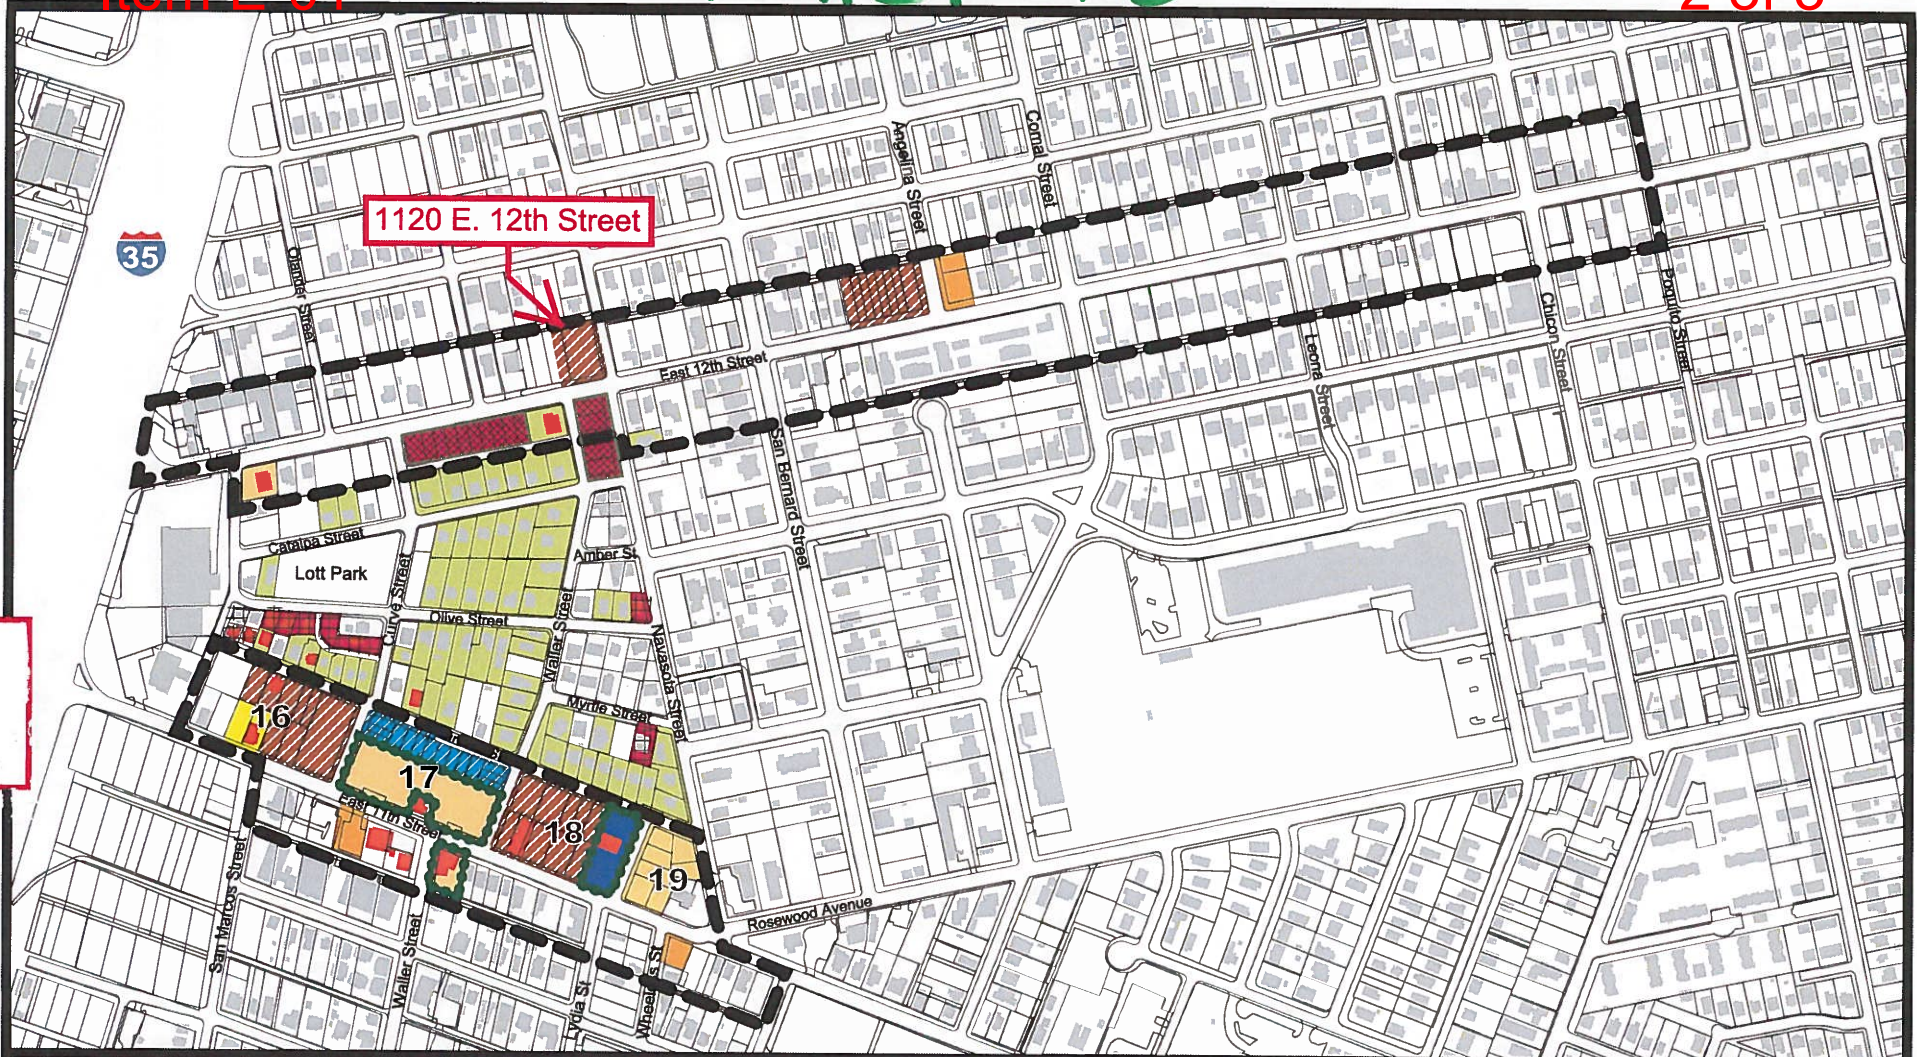 1120 E. 12th Street
35
Olander Street
Angelina Street
Comal Street
East 12th Street
Leona Street
Chicon Street
Poquito Street
San Bernard Street
Catalpa Street
Lott Park
Curve Street
Amber St
Olive Street
Waller Street
Navasota Street
Myrtle Street
16
17
18
19
East 11th Street
San Marcos Street
Waller Street
Lydia St
Wheeless St
Rosewood Avenue